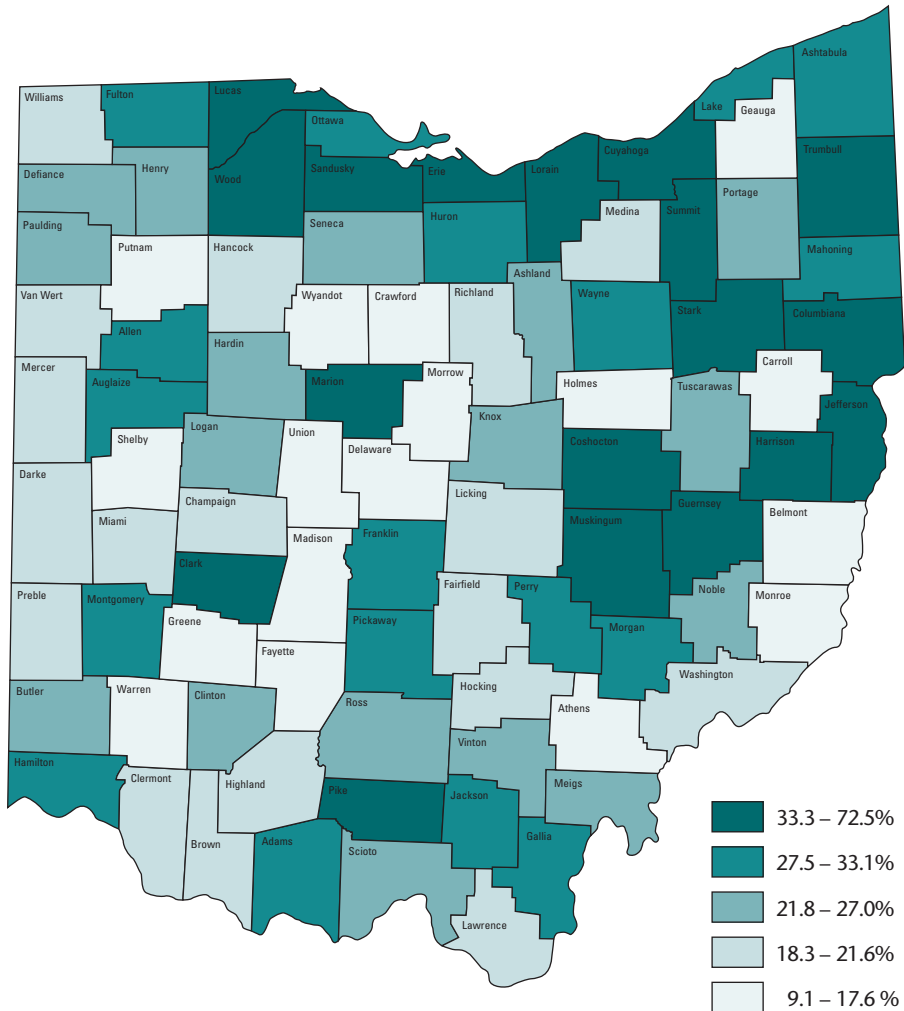 Ashtabula
Lucas
Williams
Fulton
Lake
Geauga
Ottawa
Cuyahoga
Trumbull
Defiance
Henry
Wood
Sandusky
Erie
Lorain
Portage
Medina
Summit
Paulding
Seneca
Huron
Putnam
Hancock
Mahoning
Ashland
Van Wert
Wyandot
Crawford
Richland
Wayne
Stark
Columbiana
Allen
Hardin
Mercer
Auglaize
Marion
Morrow
Holmes
Tuscarawas
Carroll
Jefferson
Knox
Logan
Union
Shelby
Delaware
Coshocton
Harrison
Darke
Champaign
Licking
Guernsey
Belmont
Miami
Muskingum
Madison
Franklin
Clark
Preble
Montgomery
Fairfield
Perry
Noble
Monroe
Greene
Pickaway
Morgan
Fayette
Washington
Butler
Warren
Clinton
Ross
Hocking
Athens
Vinton
Hamilton
Clermont
Highland
Pike
Jackson
Meigs
Brown
Adams
Scioto
Gallia
Lawrence
33.3 – 72.5%
27.5 – 33.1%
21.8 – 27.0%
18.3 – 21.6%
9.1 – 17.6 %